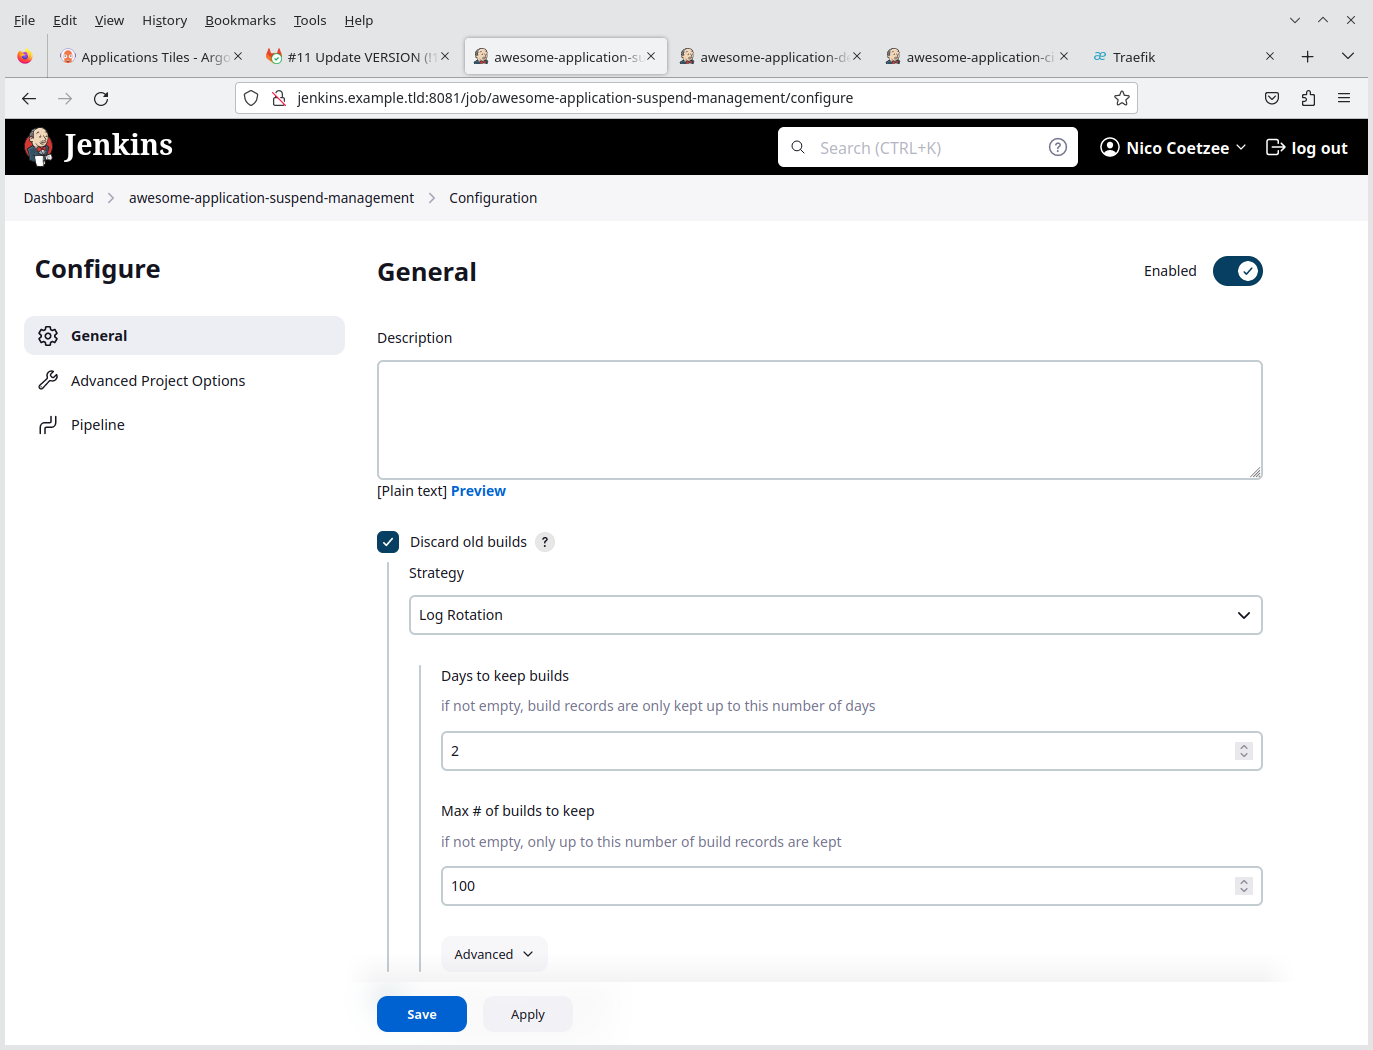 File Edit View History Bookmarks Tools Help
Applications Tiles - Argo #11 Update VERSION (!1 awesome-application-su awesome-application-de awesome-application-ci Traefik
jenkins.example.tld:8081/job/awesome-application-suspend-management/configure
Jenkins Search (CTRL+K) ? Nico Coetzee log out
Dashboard awesome-application-suspend-management Configuration
Configure
General
Advanced Project Options
Pipeline
General Enabled
Description
[Plain text] Preview
Discard old builds ?
Strategy
Log Rotation
Days to keep builds
if not empty, build records are only kept up to this number of days
2
Max # of builds to keep
if not empty, only up to this number of build records are kept
100
Advanced
Save Apply